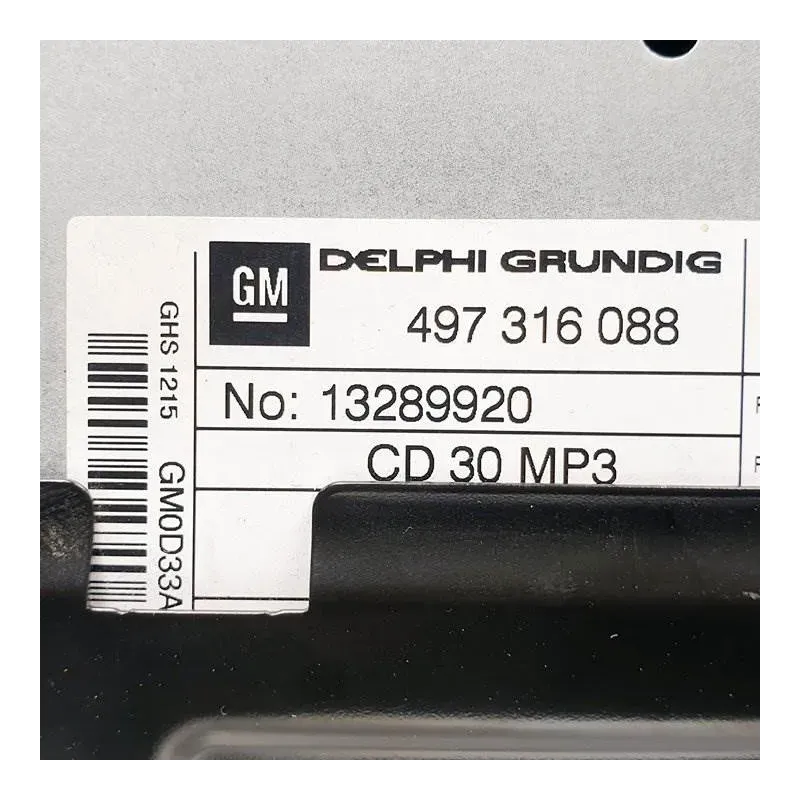 GM
DELPHI GRUNDIG
497 316 088
No: 13289920
CD 30 MP3
GHS 1215
GM0D33A